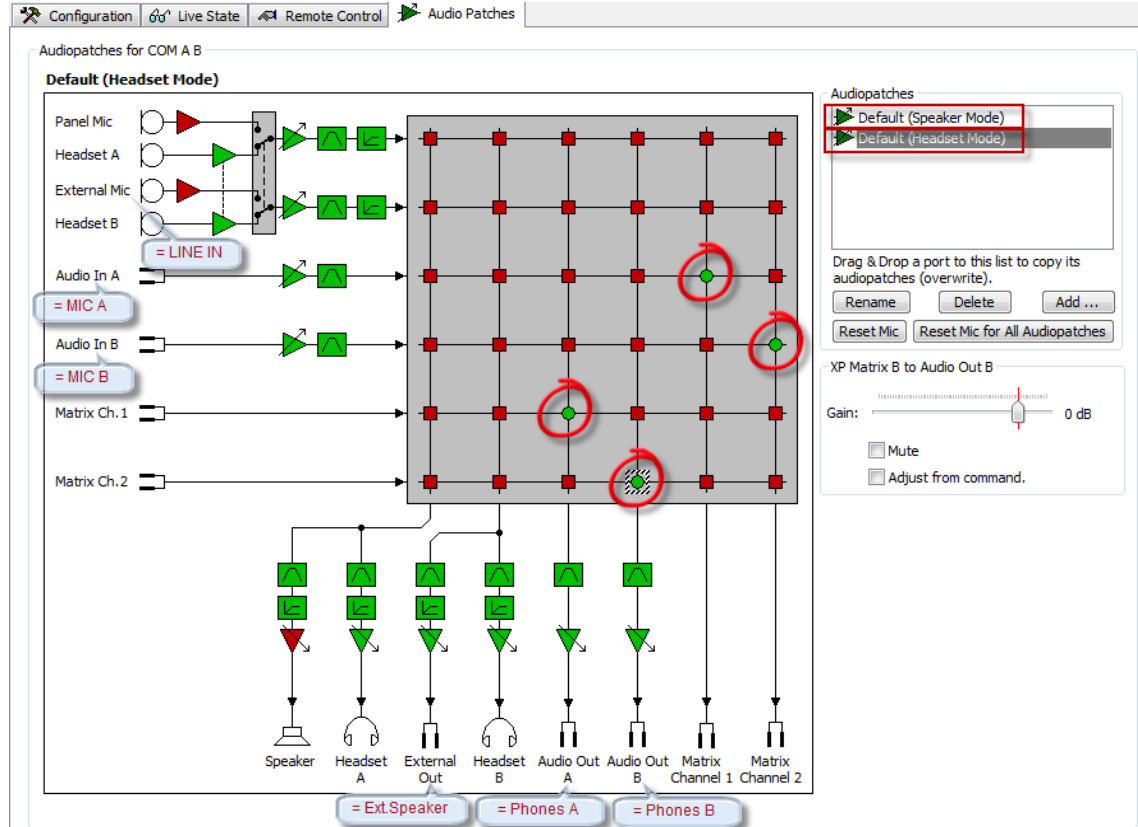 Configuration
Live State
Remote Control
Audio Patches
Audiopatches for COM A B
Default (Headset Mode)
Panel Mic
Headset A
External Mic
Headset B
= LINE IN
Audio In A
= MIC A
Audio In B
= MIC B
Matrix Ch.1
Matrix Ch.2
Speaker
Headset
A
External
Out
Headset
B
Audio Out
A
Audio Out
B
Matrix
Channel 1
Matrix
Channel 2
= Ext.Speaker
= Phones A
= Phones B
Audiopatches
Default (Speaker Mode)
Default (Headset Mode)
Drag & Drop a port to this list to copy its
audiopatches (overwrite).
Rename
Delete
Add ...
Reset Mic
Reset Mic for All Audiopatches
XP Matrix B to Audio Out B
Gain:
0 dB
Mute
Adjust from command.